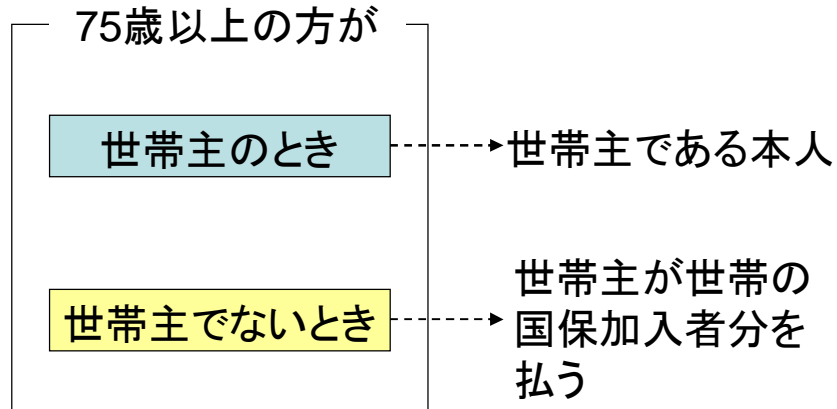 75歳以上の方が
世帯主のとき
世帯主である本人
世帯主でないとき
世帯主が世帯の
国保加入者分を
払う